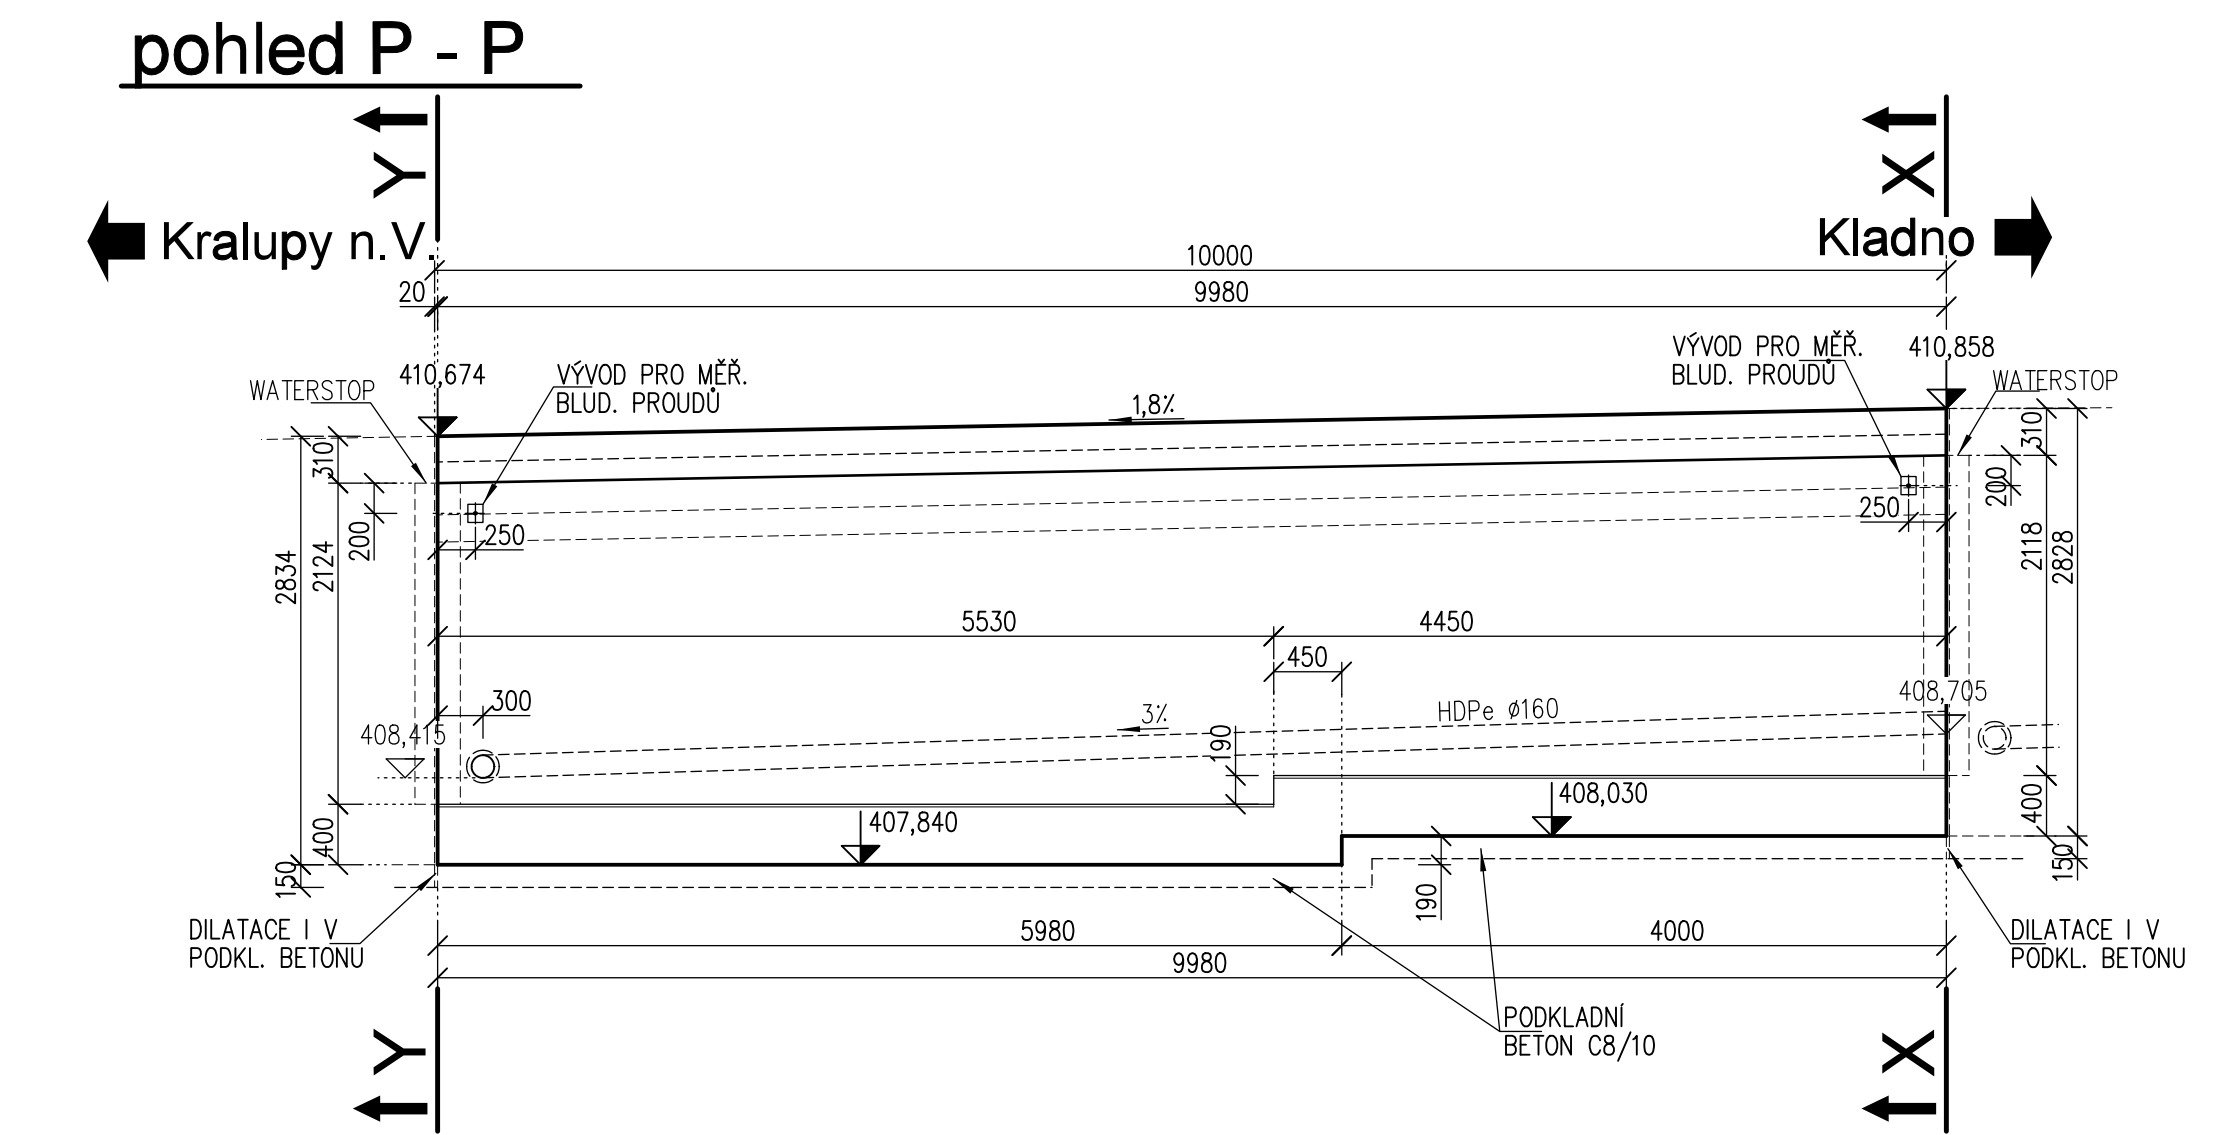 pohled P - P
Y
X
Kralupy n.V.
Kladno
10000
20
9980
410,674
VÝVOD PRO MĚŘ.
BLUD. PROUDŮ
WATERSTOP
VÝVOD PRO MĚŘ.
BLUD. PROUDŮ
410,858
WATERSTOP
1,8%
310
200
250
2834
2124
310
200
250
2118
2828
5530
4450
450
300
408,415
3%
HDPe ø160
408,705
190
407,840
408,030
400
150
400
150
190
DILATACE I V
PODKL. BETONU
5980
4000
DILATACE I V
PODKL. BETONU
9980
PODKLADNÍ
BETON C8/10
Y
X